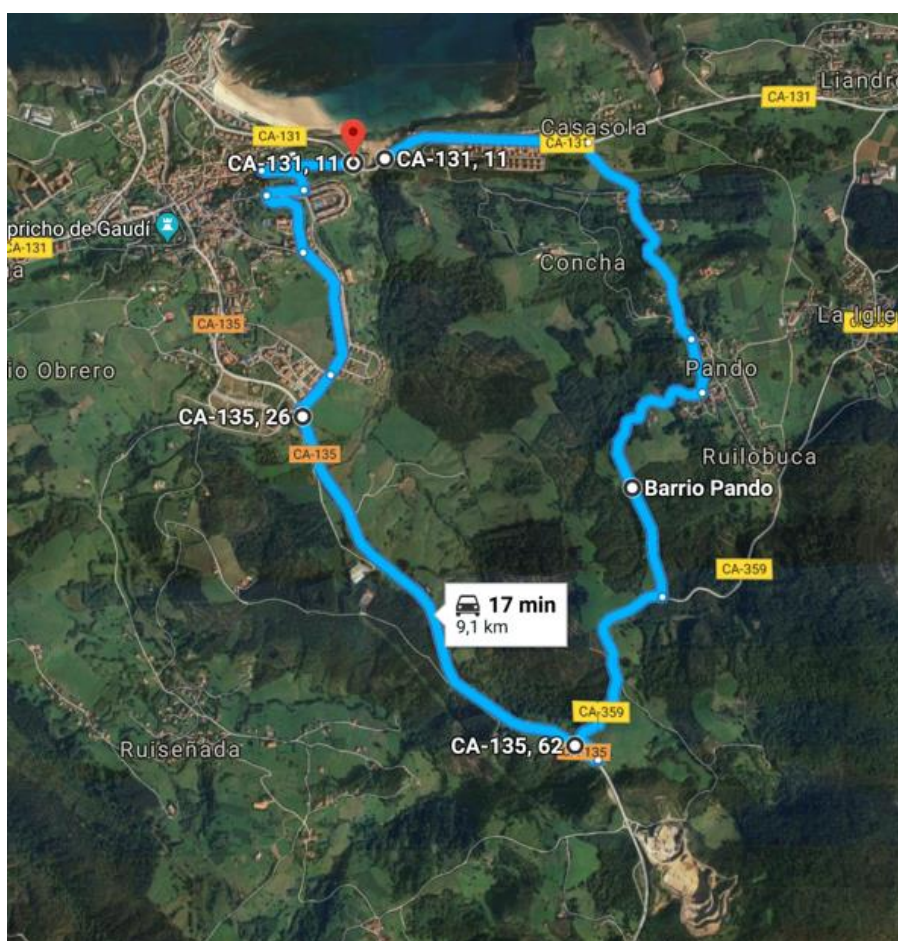 Liandre
CA-131
Casasola
CA-131
CA-131
CA-131, 11
CA-131, 11
pricho de Gaudí
CA-131
a
Concha
CA-135
La Igle
io Obrero
Pando
CA-135, 26
CA-135
Ruilobuca
Barrio Pando
CA-359
17 min
9,1 km
CA-359
Ruiseñada
CA-135, 62
135